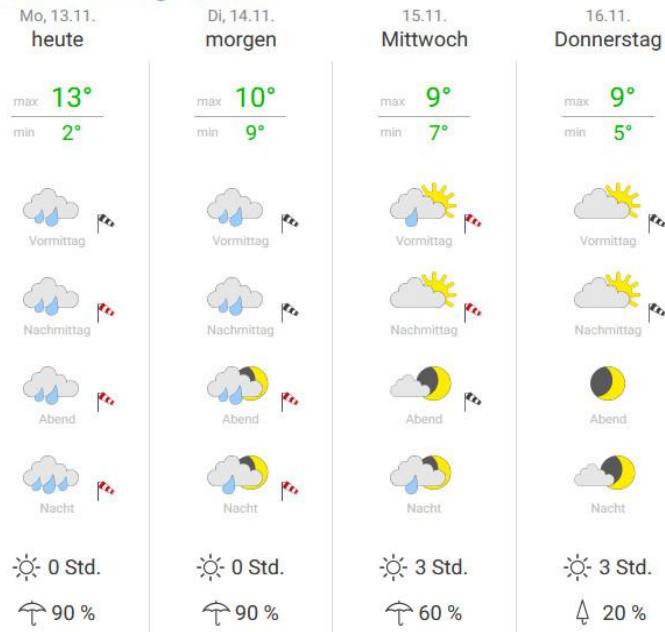 Mo, 13.11.
heute
max 13°
min 2°
Vormittag
Nachmittag
Abend
Nacht
0 Std.
90 %
Di, 14.11.
morgen
max 10°
min 9°
Vormittag
Nachmittag
Abend
Nacht
0 Std.
90 %
15.11.
Mittwoch
max 9°
min 7°
Vormittag
Nachmittag
Abend
Nacht
3 Std.
60 %
16.11.
Donnerstag
max 9°
min 5°
Vormittag
Nachmittag
Abend
Nacht
3 Std.
20 %